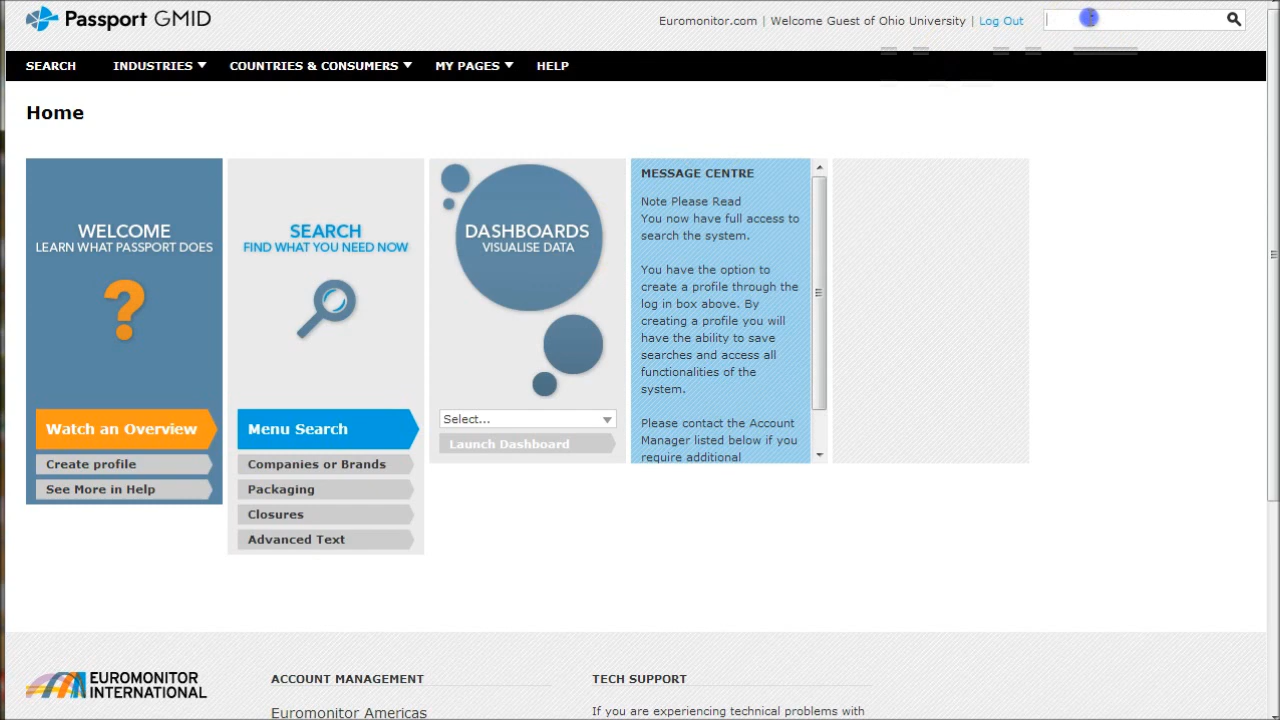 Passport GMID
Euromonitor.com | Welcome Guest of Ohio University | Log Out
SEARCH INDUSTRIES COUNTRIES & CONSUMERS MY PAGES HELP
Home
WELCOME
LEARN WHAT PASSPORT DOES
?
Watch an Overview
Create profile
See More in Help
SEARCH
FIND WHAT YOU NEED NOW
Menu Search
Companies or Brands
Packaging
Closures
Advanced Text
DASHBOARDS
VISUALISE DATA
Select...
Launch Dashboard
MESSAGE CENTRE
Note Please Read
You now have full access to
search the system.
You have the option to
create a profile through the
log in box above. By
creating a profile you will
have the ability to save
searches and access all
functionalities of the
system.
Please contact the Account
Manager listed below if you
require additional
EUROMONITOR
INTERNATIONAL
ACCOUNT MANAGEMENT
Euromonitor Americas
TECH SUPPORT
If you are experiencing technical problems with